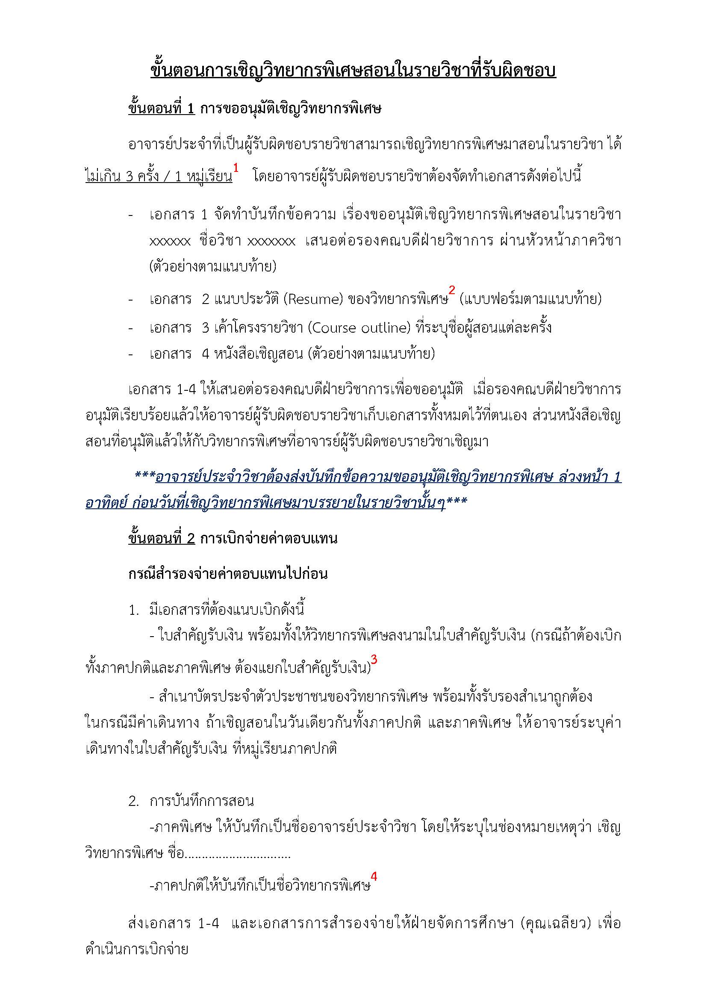 ขั้นตอนการเชิญวิทยากรพิเศษสอนในรายวิชาที่รับผิดชอบ
ขั้นตอนที่ 1 การขออนุมัติเชิญวิทยากรพิเศษ
อาจารย์ประจำที่เป็นผู้รับผิดชอบรายวิชาสามารถเชิญวิทยากรพิเศษมาสอนในรายวิชา ได้
ไม่เกิน 3 ครั้ง / 1 หมู่เรียน1 โดยอาจารย์ผู้รับผิดชอบรายวิชาต้องจัดทำเอกสารดังต่อไปนี้
- เอกสาร 1 จัดทำบันทึกข้อความ เรื่องขออนุมัติเชิญวิทยากรพิเศษสอนในรายวิชา
xxxxxx ชื่อวิชา xxxxxxx เสนอต่อรองคณบดีฝ่ายวิชาการ ผ่านหัวหน้าภาควิชา
(ตัวอย่างตามแนบท้าย)
- เอกสาร 2 แนบประวัติ (Resume) ของวิทยากรพิเศษ2 (แบบฟอร์มตามแนบท้าย)
- เอกสาร 3 เค้าโครงรายวิชา (Course outline) ที่ระบุชื่อผู้สอนแต่ละครั้ง
- เอกสาร 4 หนังสือเชิญสอน (ตัวอย่างตามแนบท้าย)
เอกสาร 1-4 ให้เสนอต่อรองคณบดีฝ่ายวิชาการเพื่อขออนุมัติ เมื่อรองคณบดีฝ่ายวิชาการ
อนุมัติเรียบร้อยแล้วให้อาจารย์ผู้รับผิดชอบรายวิชาเก็บเอกสารทั้งหมดไว้ที่ตนเอง ส่วนหนังสือเชิญ
สอนที่อนุมัติแล้วให้กับวิทยากรพิเศษที่อาจารย์ผู้รับผิดชอบรายวิชาเชิญมา
***อาจารย์ประจำวิชาต้องส่งบันทึกข้อความขออนุมัติเชิญวิทยากรพิเศษ ล่วงหน้า 1
อาทิตย์ ก่อนวันที่เชิญวิทยากรพิเศษมาบรรยายในรายวิชานั้นๆ***
ขั้นตอนที่ 2 การเบิกจ่ายค่าตอบแทน
กรณีสำรองจ่ายค่าตอบแทนไปก่อน
1. มีเอกสารที่ต้องแนบเบิกดังนี้
- ใบสำคัญรับเงิน พร้อมทั้งให้วิทยากรพิเศษลงนามในใบสำคัญรับเงิน (กรณีถ้าต้องเบิก
ทั้งภาคปกติและภาคพิเศษ ต้องแยกใบสำคัญรับเงิน)3
- สำเนาบัตรประจำตัวประชาชนของวิทยากรพิเศษ พร้อมทั้งรับรองสำเนาถูกต้อง
ในกรณีมีค่าเดินทาง ถ้าเชิญสอนในวันเดียวกันทั้งภาคปกติ และภาคพิเศษ ให้อาจารย์ระบุค่า
เดินทางในใบสำคัญรับเงิน ที่หมู่เรียนภาคปกติ
2. การบันทึกการสอน
-ภาคพิเศษ ให้บันทึกเป็นชื่ออาจารย์ประจำวิชา โดยให้ระบุในช่องหมายเหตุว่า เชิญ
วิทยากรพิเศษ ชื่อ..............................
-ภาคปกติให้บันทึกเป็นชื่อวิทยากรพิเศษ4
ส่งเอกสาร 1-4 และเอกสารการสำรองจ่ายให้ฝ่ายจัดการศึกษา (คุณเฉลียว) เพื่อ
ดำเนินการเบิกจ่าย